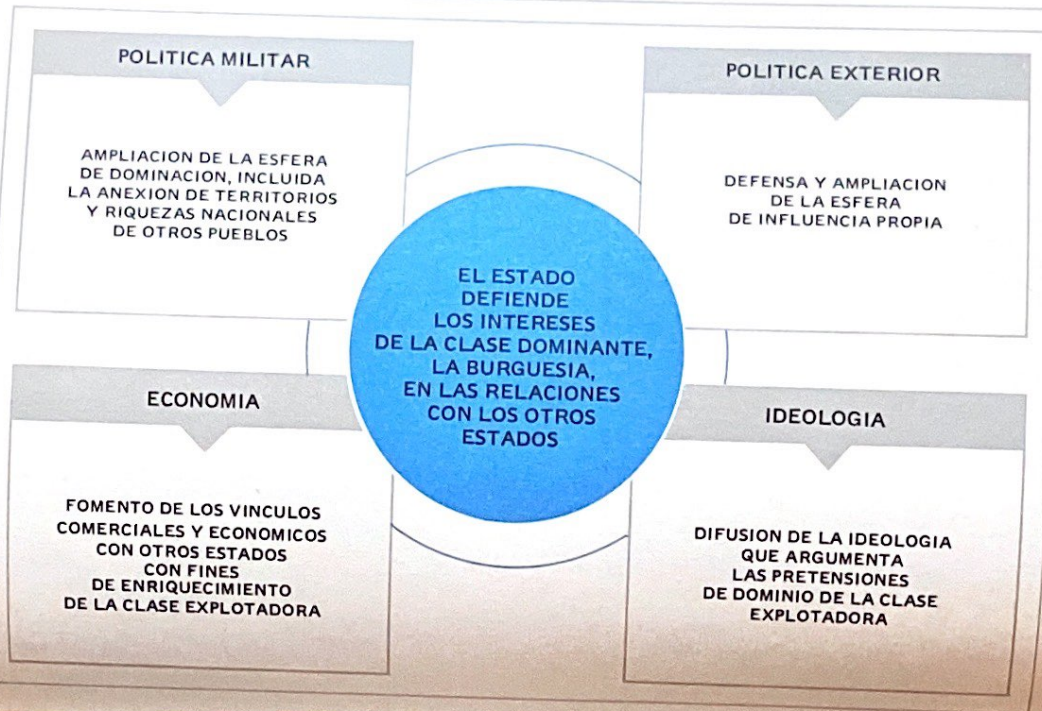 POLITICA MILITAR
AMPLIACION DE LA ESFERA
DE DOMINACION, INCLUIDA
LA ANEXION DE TERRITORIOS
Y RIQUEZAS NACIONALES
DE OTROS PUEBLOS
POLITICA EXTERIOR
DEFENSA Y AMPLIACION
DE LA ESFERA
DE INFLUENCIA PROPIA
EL ESTADO
DEFIENDE
LOS INTERESES
DE LA CLASE DOMINANTE,
LA BURGUESIA,
EN LAS RELACIONES
CON LOS OTROS
ESTADOS
ECONOMIA
FOMENTO DE LOS VINCULOS
COMERCIALES Y ECONOMICOS
CON OTROS ESTADOS
CON FINES
DE ENRIQUECIMIENTO
DE LA CLASE EXPLOTADORA
IDEOLOGIA
DIFUSION DE LA IDEOLOGIA
QUE ARGUMENTA
LAS PRETENSIONES
DE DOMINIO DE LA CLASE
EXPLOTADORA